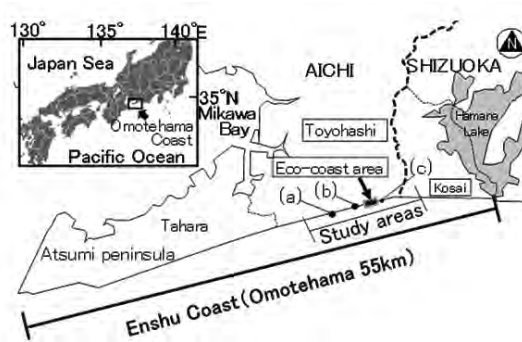 130°
135°
140°
Japan Sea
35°N
Omotehama
Coast
Pacific Ocean
Mikawa
Bay
AICHI
SHIZUOKA
N
Hamana
Lake
Toyohashi
Eco-coast area
(a)
(b)
(c)
Kosai
Study areas
Tahara
Atsumi peninsula
Enshu Coast(Omotehama 55km)